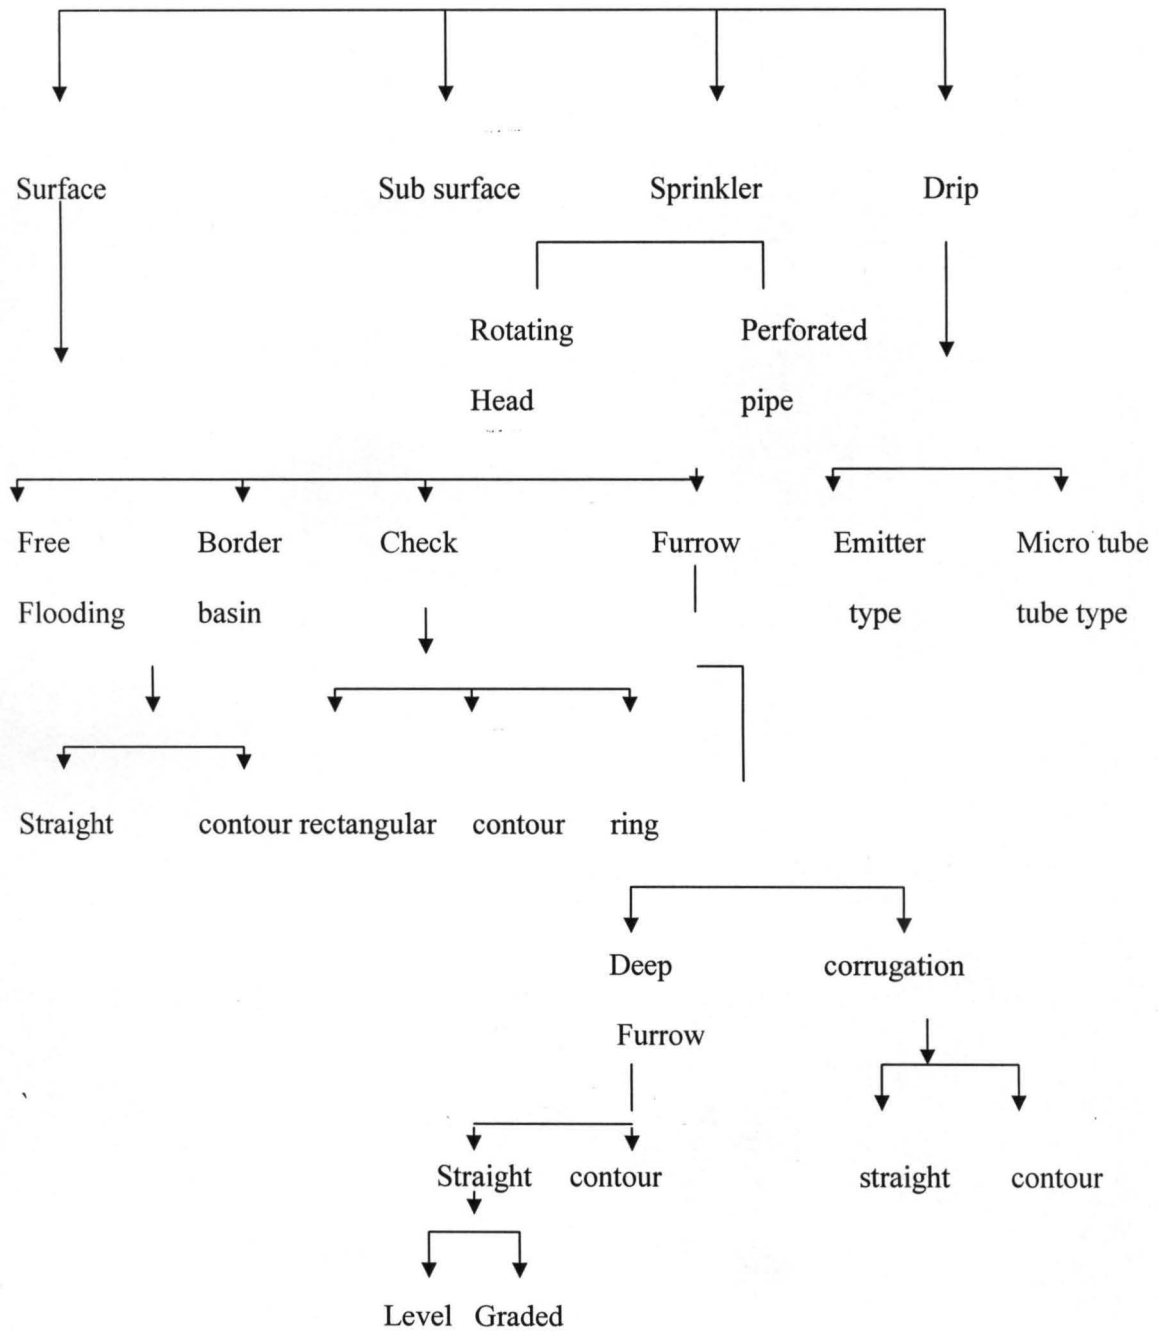 Surface Sub surface Sprinkler Drip
Rotating Perforated
Head pipe
Free Border Check Furrow Emitter Micro tube
Flooding basin type tube type
Straight contour rectangular contour ring
Deep corrugation
Furrow
Straight contour straight contour
Level Graded